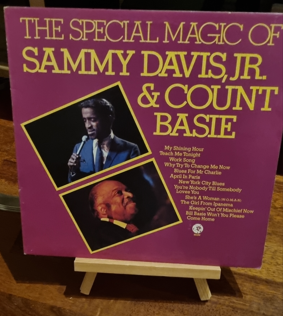 THE SPECIAL MAGIC OF
SAMMY DAVIS, JR.
& COUNT
BASIE
My Shining Hour
Teach Me Tonight
Work Song
Why Try To Change Me Now
Blues For Mr Charlie
April In Paris
New York City Blues
You're Nobody Till Somebody
Loves You
She's A Woman (W-O-M-A-N)
The Girl From Ipanema
Keepin' Out Of Mischief Now
Bill Basie Won't You Please
Come Home